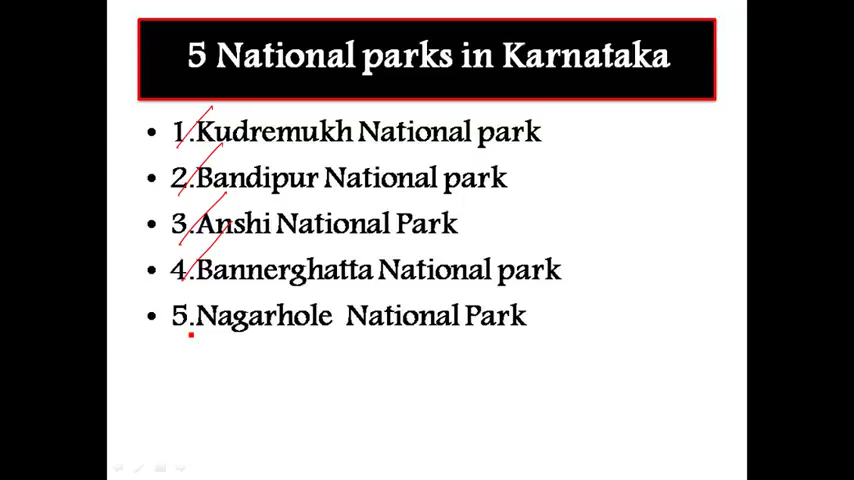 5 National parks in Karnataka
• 1.Kudremukh National park
• 2.Bandipur National park
• 3.Anshi National Park
• 4.Bannerghatta National park
• 5.Nagarhole National Park